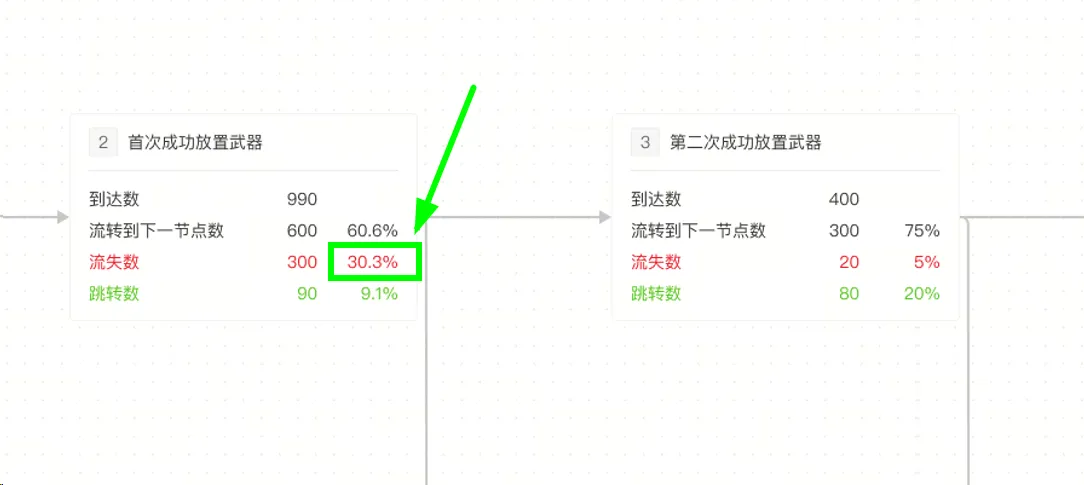 2 首次成功放置武器
到达数 990
流转到下一节点数 600 60.6%
流失数 300 30.3%
跳转数 90 9.1%
3 第二次成功放置武器
到达数 400
流转到下一节点数 300 75%
流失数 20 5%
跳转数 80 20%